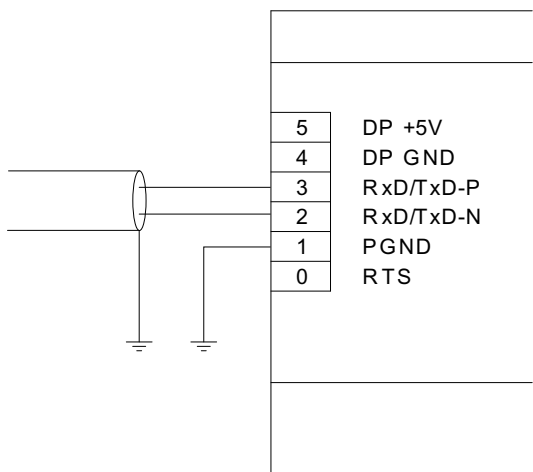 5 DP +5V
4 DP GND
3 RxD/TxD-P
2 RxD/TxD-N
1 PGND
0 RTS